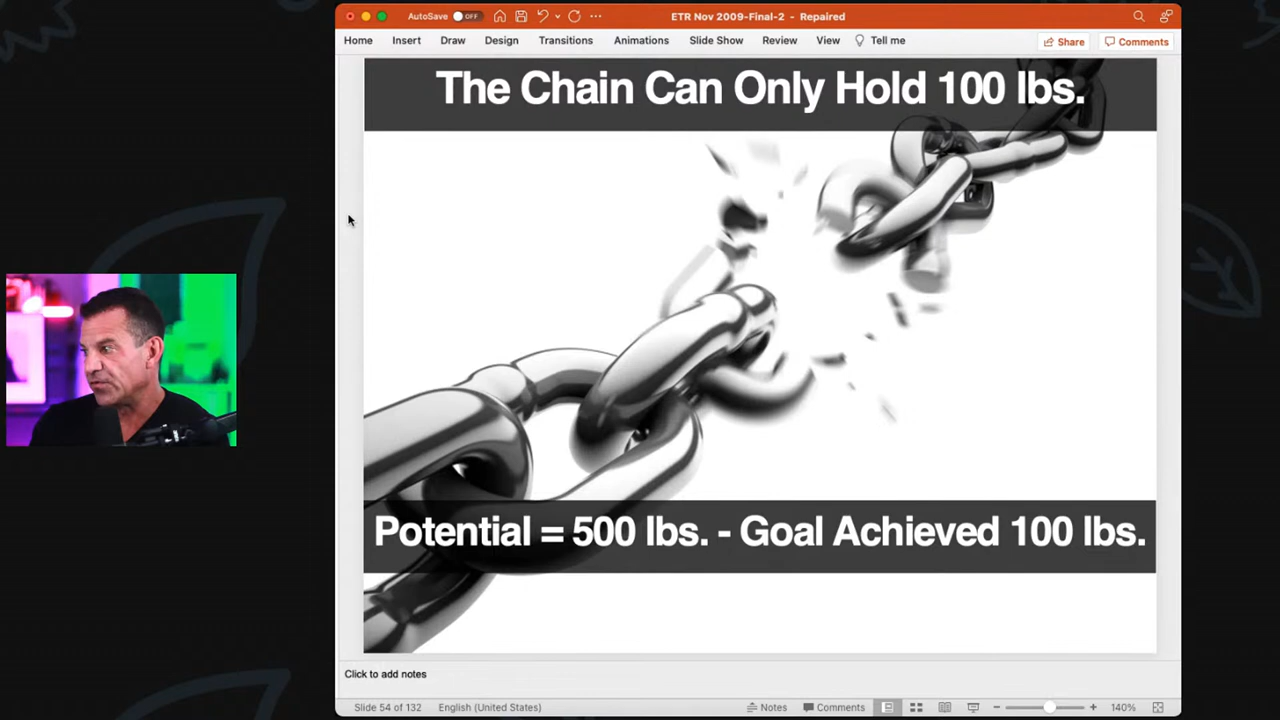 AutoSave OFF
ETR Nov 2009-Final-2 - Repaired
Home Insert Draw Design Transitions Animations Slide Show Review View Tell me Share Comments
The Chain Can Only Hold 100 lbs.
Potential = 500 lbs. - Goal Achieved 100 lbs.
Click to add notes
Slide 54 of 132 English (United States) Notes Comments 140%